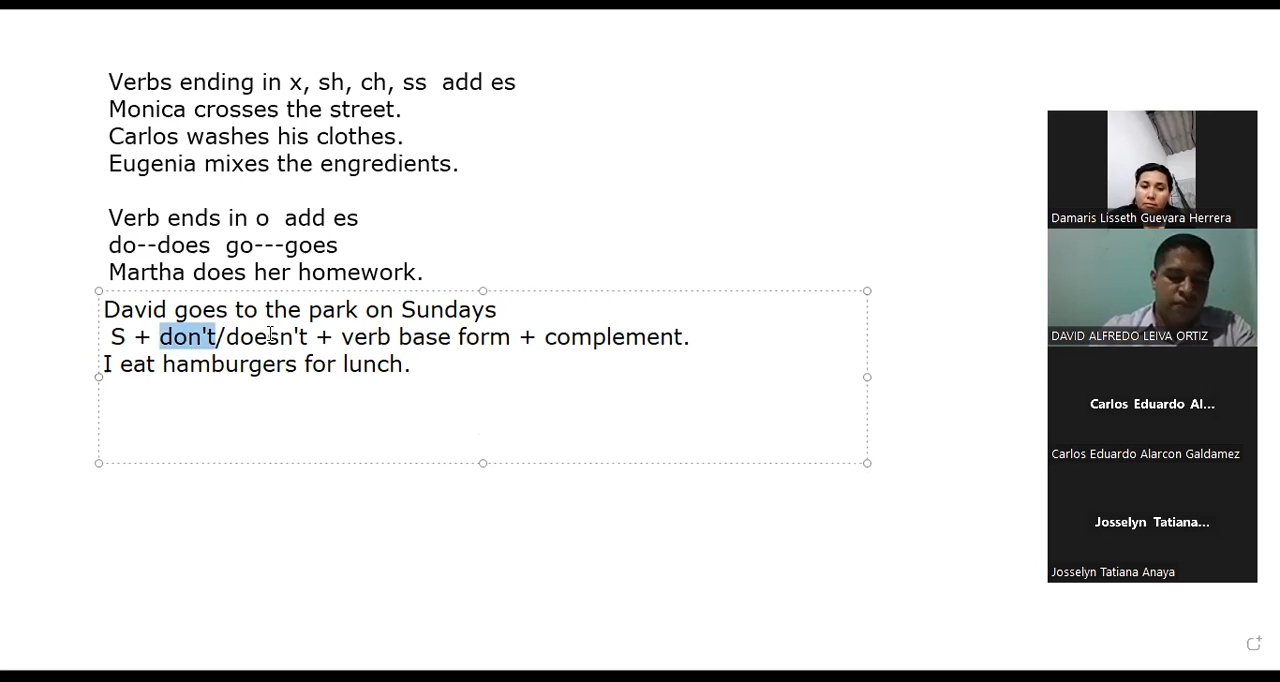 Verbs ending in x, sh, ch, ss  add es
Monica crosses the street.
Carlos washes his clothes.
Eugenia mixes the engredients.
Verb ends in o  add es
do--does  go---goes
Martha does her homework.
David goes to the park on Sundays
S + don't/doesn't + verb base form + complement.
I eat hamburgers for lunch.
Damaris Lisseth Guevara Herrera
DAVID ALFREDO LEIVA ORTIZ
Carlos Eduardo Al...
Carlos Eduardo Alarcon Galdamez
Josselyn Tatiana...
Josselyn Tatiana Anaya